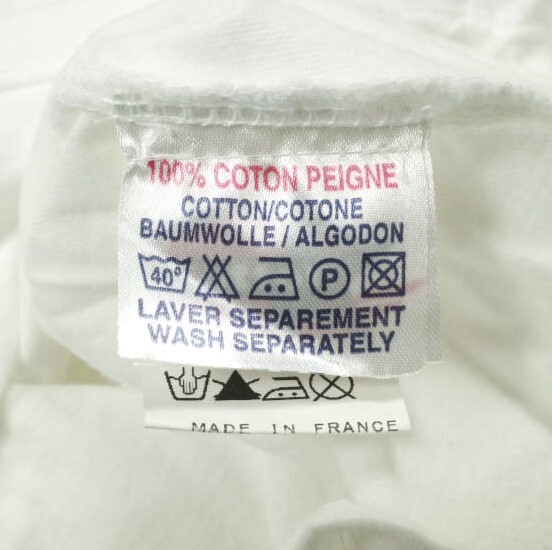 100% COTON PEIGNE
COTTON/COTONE
BAUMWOLLE / ALGODON
40° P
LAVER SEPAREMENT
WASH SEPARATELY
MADE IN FRANCE